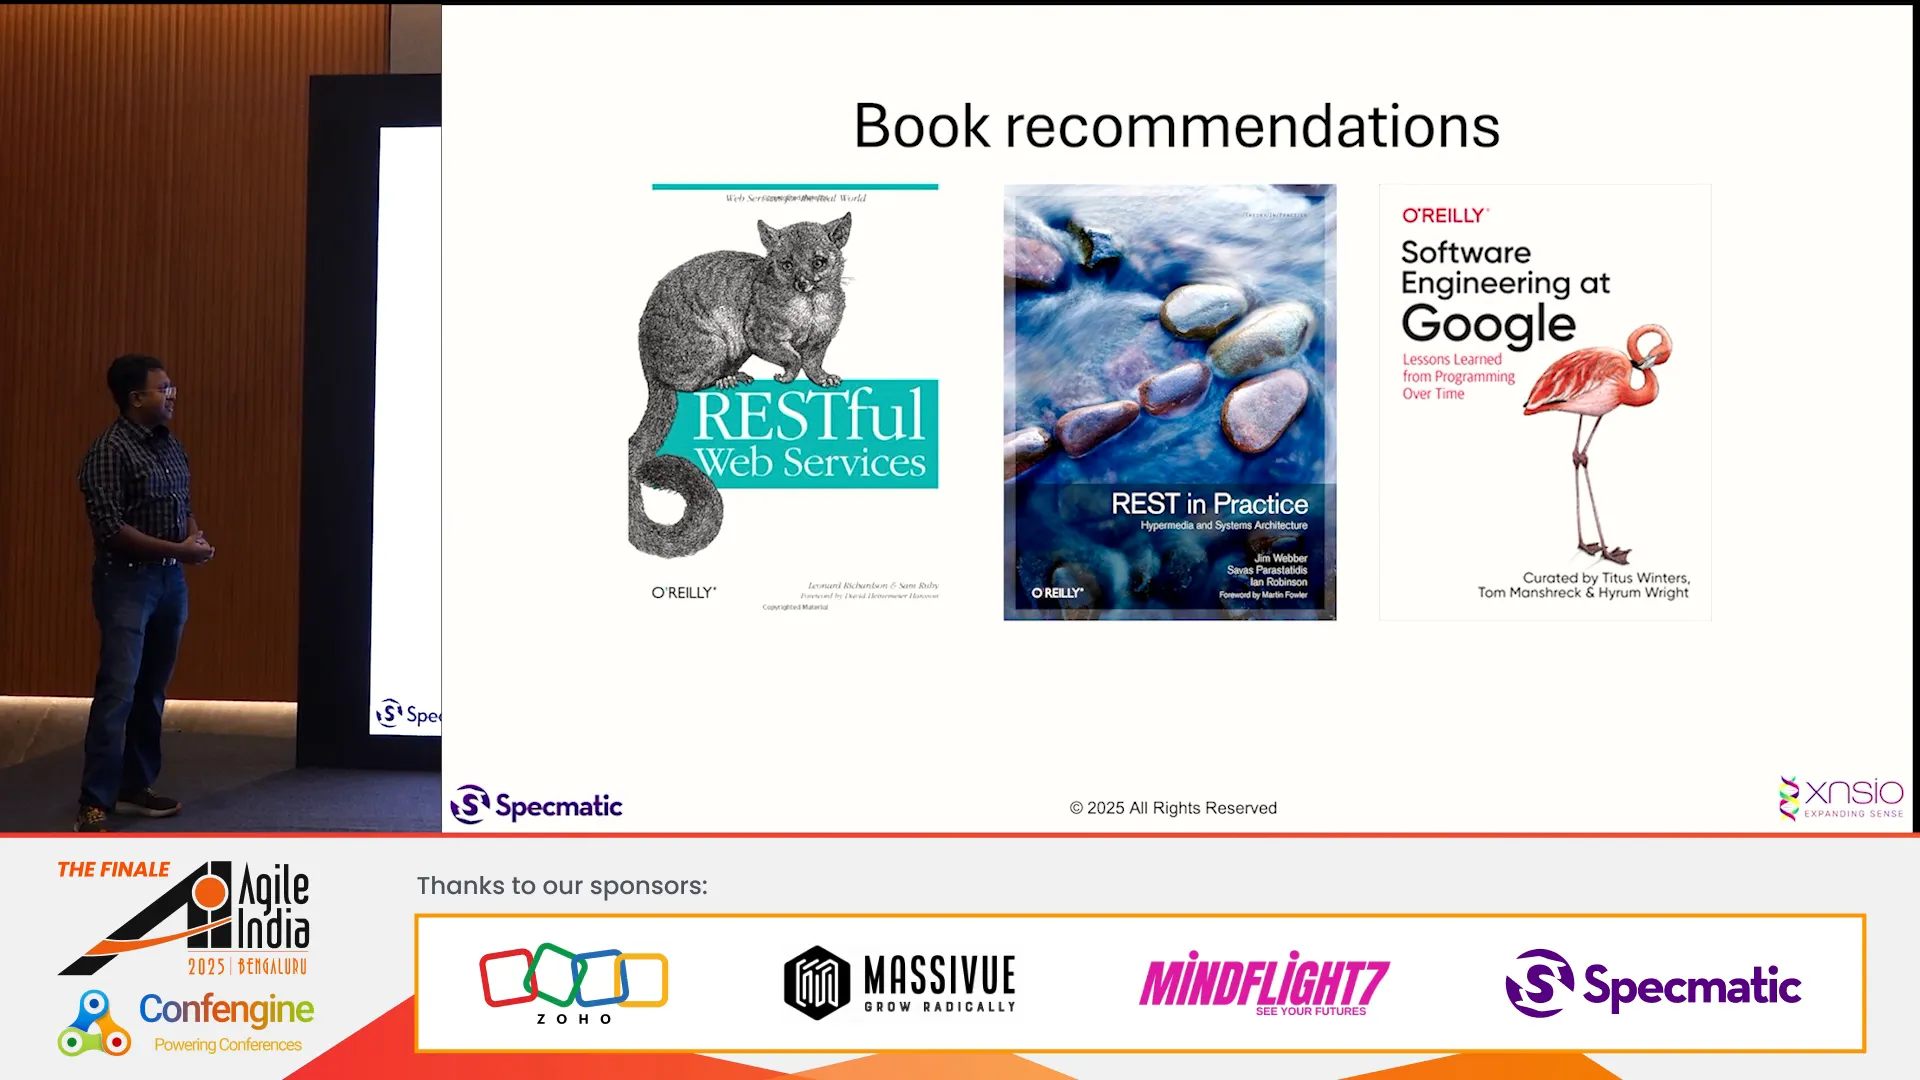 Book recommendations
Web Services for the Real World
RESTful
Web Services
O'REILLY®
Leonard Richardson & Sam Ruby
Foreword by David Heinemeier Hansson
Copyrighted Material
THEORY IN PRACTICE
REST in Practice
Hypermedia and Systems Architecture
Jim Webber
Savas Parastatidis
Ian Robinson
O'REILLY®
Foreword by Martin Fowler
O'REILLY®
Software
Engineering at
Google
Lessons Learned
from Programming
Over Time
Curated by Titus Winters,
Tom Manshreck & Hyrum Wright
Spec
Specmatic
© 2025 All Rights Reserved
xnsio
EXPANDING SENSE
THE FINALE
Agile
India
2025 | BENGALURU
Confengine
Powering Conferences
Thanks to our sponsors:
ZOHO
MASSIVUE
GROW RADICALLY
MINDFLIGHT7
SEE YOUR FUTURES
Specmatic